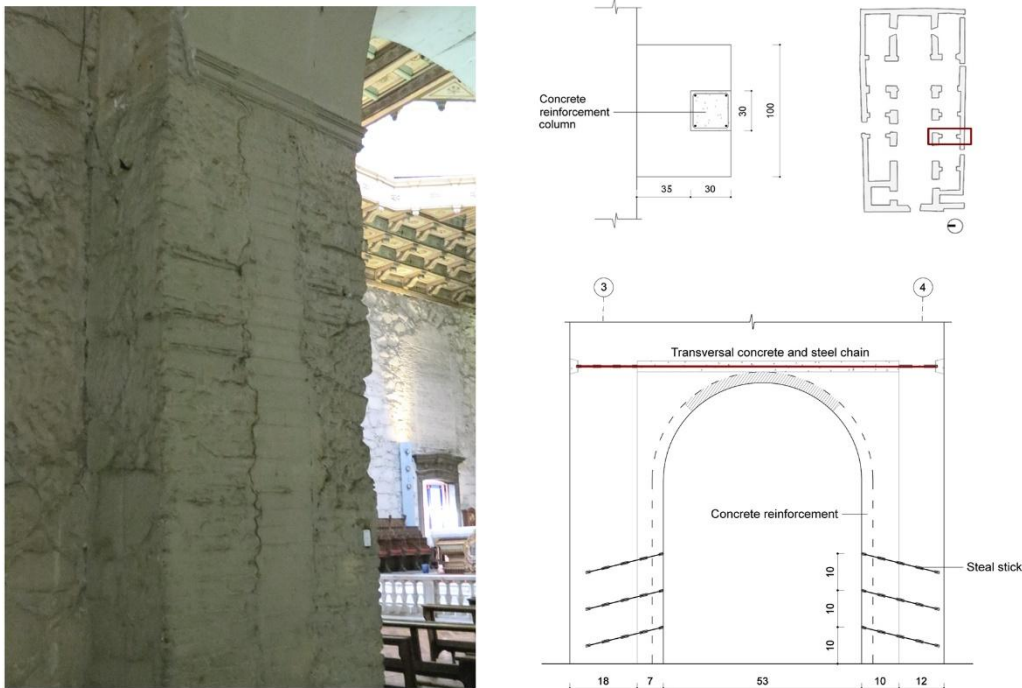 Concrete
reinforcement
column
30
100
35
30
3
4
Transversal concrete and steel chain
Concrete reinforcement
Steal stick
10
10
10
18
7
53
10
12